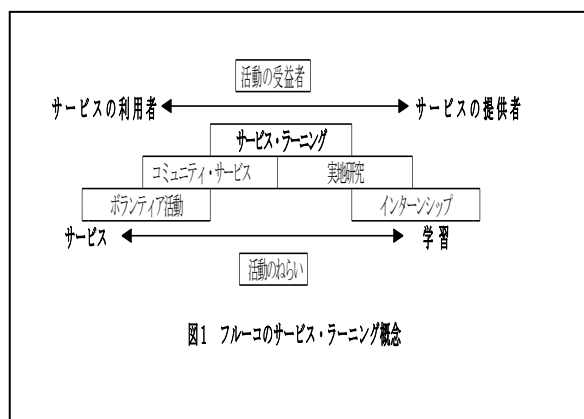 活動の受益者
サービスの利用者 サービスの提供者
サービス・ラーニング
コミュニティ・サービス 実地研究
ボランティア活動 インターンシップ
サービス 学習
活動のねらい
図1 フルーコのサービス・ラーニング概念